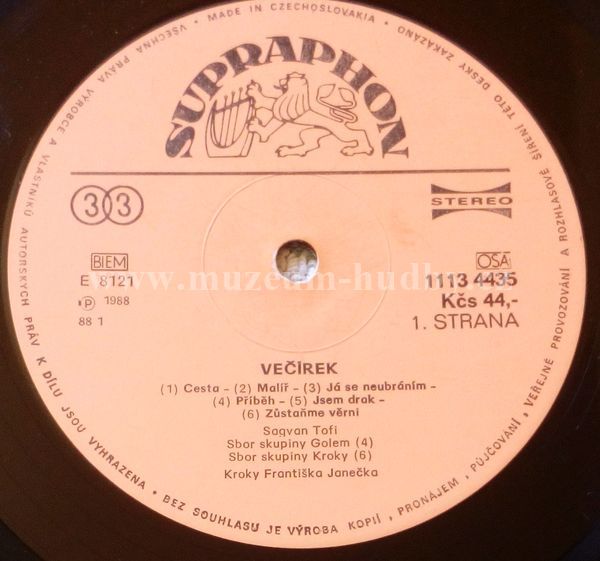 VŠECHNA PRÁVA VÝROBCE A VLASTNÍKŮ AUTORSKÝCH PRÁV K DÍLU JSOU VYHRAZENA • BEZ SOUHLASU JE VÝROBA KOPIÍ, PRONÁJEM, PŮJČOVÁNÍ, VEŘEJNÉ PROVOZOVÁNÍ A ROZHLASOVÉ ŠÍŘENÍ TÉTO DESKY ZAKÁZÁNO
• MADE IN CZECHOSLOVAKIA •
SUPRAPHON
33
STEREO
BIEM
OSA
E 8121
1113 4435
℗ 1988
Kčs 44,-
88 1
1. STRANA
www.muzeum-hudby.cz
VEČÍREK
(1) Cesta – (2) Malíř – (3) Já se neubráním –
(4) Příběh – (5) Jsem drak –
(6) Zůstaňme věrni
Sagvan Tofi
Sbor skupiny Golem (4)
Sbor skupiny Kroky (6)
Kroky Františka Janečka